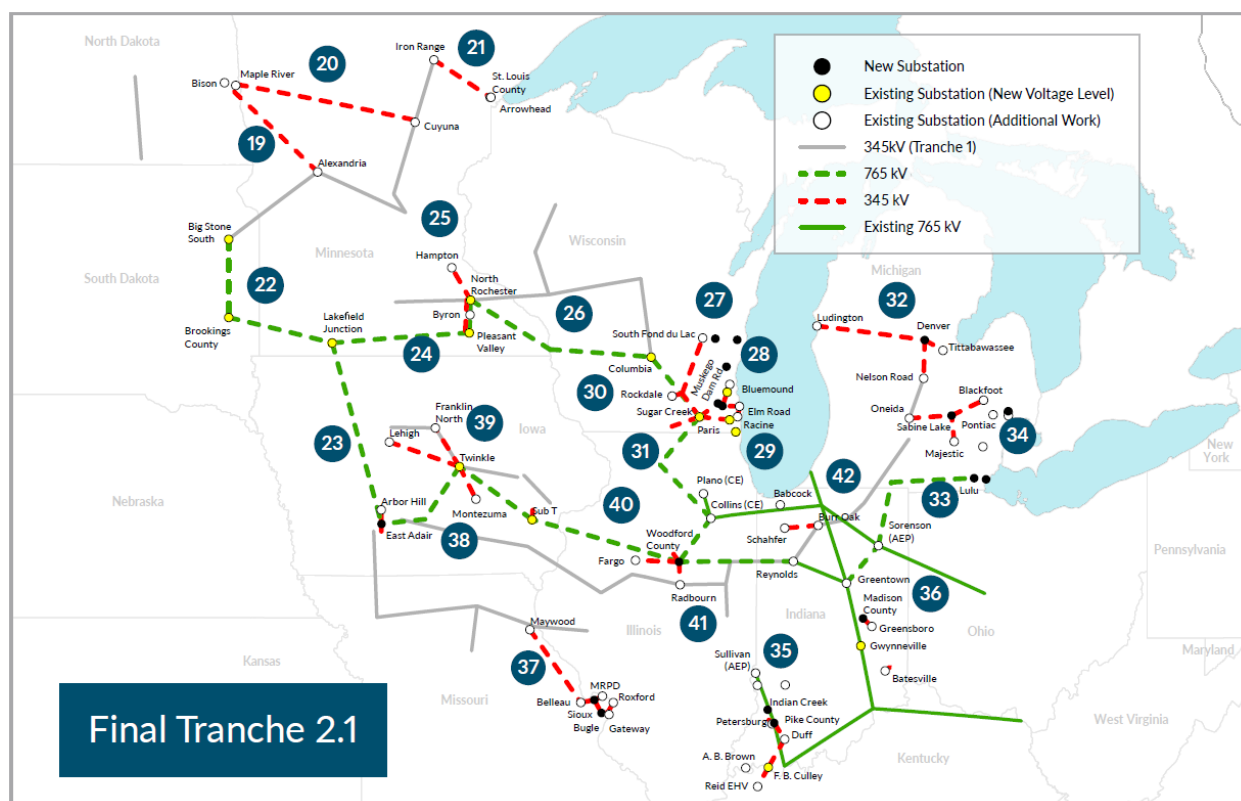 North Dakota
20
Iron Range
21
Bison
Maple River
St. Louis
County
Arrowhead
Cuyuna
19
Alexandria
New Substation
Existing Substation (New Voltage Level)
Existing Substation (Additional Work)
345kV (Tranche 1)
765 kV
345 kV
Existing 765 kV
Big Stone
South
25
Hampton
Minnesota
Wisconsin
Michigan
South Dakota
22
North
Rochester
27
32
Ludington
Denver
Brookings
County
Lakefield
Junction
Byron
26
South Fond du Lac
Tittabawassee
24
Pleasant
Valley
28
Columbia
Muskego
Dam Rd
Nelson Road
Blackfoot
30
Rockdale
Bluemound
Oneida
Franklin
North
39
Sugar Creek
Elm Road
Pontiac
34
Lehigh
Iowa
Paris
Racine
Sabine Lake
Majestic
New
York
23
Twinkle
31
29
42
Nebraska
Plano (CE)
Babcock
33
Lulu
Arbor Hill
Montezuma
40
Sub T
Collins (CE)
Burr Oak
Sorenson
(AEP)
East Adair
38
Woodford
County
Schahfer
Pennsylvania
Fargo
Reynolds
Greentown
Radbourn
36
Madison
County
Maywood
Illinois
41
Indiana
Greensboro
Ohio
Kansas
37
Sullivan
(AEP)
35
Gwynneville
Maryland
Missouri
MRPD
Batesville
Belleau
Roxford
Indian Creek
Sioux
Bugle
Gateway
Petersburg
Pike County
Duff
West Virginia
A. B. Brown
F. B. Culley
Kentucky
Reid EHV
Final Tranche 2.1